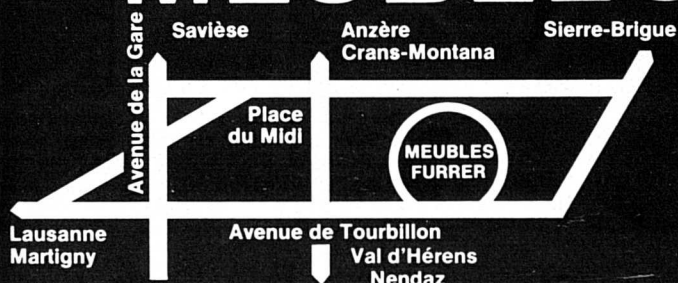 Avenue de la Gare
Savièse
Anzère
Crans-Montana
Sierre-Brigue
Place
du Midi
MEUBLES
FURRER
Lausanne
Martigny
Avenue de Tourbillon
Val d'Hérens
Nendaz